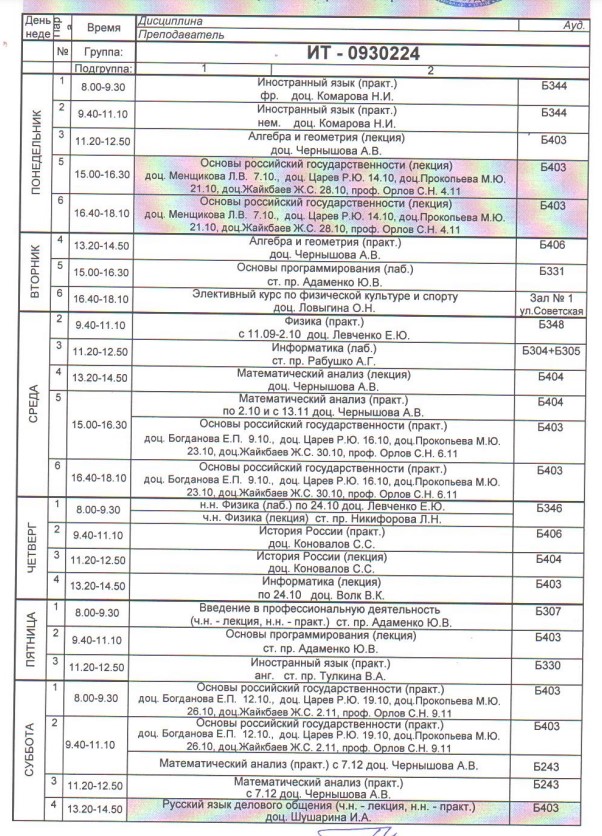 День неде
пар
Время
Дисциплина
Преподаватель
Ауд.
№
Группа:
ИТ - 0930224
Подгруппа:
1
2
ПОНЕДЕЛЬНИК
1
8.00-9.30
Иностранный язык (практ.)
фр. доц. Комарова Н.И.
Б344
2
9.40-11.10
Иностранный язык (практ.)
нем. доц. Комарова Н.И.
Б344
3
11.20-12.50
Алгебра и геометрия (лекция)
доц. Чернышова А.В.
Б403
5
15.00-16.30
Основы российский государственности (лекция)
доц. Менщикова Л.В. 7.10., доц. Царев Р.Ю. 14.10, доц.Прокопьева М.Ю.
21.10, доц.Жайкбаев Ж.С. 28.10, проф. Орлов С.Н. 4.11
Б403
6
16.40-18.10
Основы российский государственности (лекция)
доц. Менщикова Л.В. 7.10., доц. Царев Р.Ю. 14.10, доц.Прокопьева М.Ю.
21.10, доц.Жайкбаев Ж.С. 28.10, проф. Орлов С.Н. 4.11
Б403
ВТОРНИК
4
13.20-14.50
Алгебра и геометрия (практ.)
доц. Чернышова А.В.
Б406
5
15.00-16.30
Основы программирования (лаб.)
ст. пр. Адаменко Ю.В.
Б331
6
16.40-18.10
Элективный курс по физической культуре и спорту
доц. Ловыгина О.Н.
Зал № 1
ул.Советская
СРЕДА
2
9.40-11.10
Физика (практ.)
с 11.09-2.10 доц. Левченко Е.Ю.
Б348
3
11.20-12.50
Информатика (лаб.)
ст. пр. Рабушко А.Г.
Б304+Б305
4
13.20-14.50
Математический анализ (лекция)
доц. Чернышова А.В.
Б404
5
15.00-16.30
Математический анализ (практ.)
по 2.10 и с 13.11 доц. Чернышова А.В.
Б404
Основы российский государственности (практ.)
доц. Богданова Е.П. 9.10., доц. Царев Р.Ю. 16.10, доц.Прокопьева М.Ю.
23.10, доц.Жайкбаев Ж.С. 30.10, проф. Орлов С.Н. 6.11
Б403
6
16.40-18.10
Основы российский государственности (практ.)
доц. Богданова Е.П. 9.10., доц. Царев Р.Ю. 16.10, доц.Прокопьева М.Ю.
23.10, доц.Жайкбаев Ж.С. 30.10, проф. Орлов С.Н. 6.11
Б403
ЧЕТВЕРГ
1
8.00-9.30
н.н. Физика (лаб.) по 24.10 доц. Левченко Е.Ю.
ч.н. Физика (лекция) ст. пр. Никифорова Л.Н.
Б346
2
9.40-11.10
История России (практ.)
доц. Коновалов С.С.
Б406
3
11.20-12.50
История России (лекция)
доц. Коновалов С.С.
Б404
4
13.20-14.50
Информатика (лекция)
по 24.10 доц. Волк В.К.
Б403
ПЯТНИЦА
1
8.00-9.30
Введение в профессиональную деятельность
(ч.н. - лекция, н.н. - практ.) ст. пр. Адаменко Ю.В.
Б307
2
9.40-11.10
Основы программирования (лекция)
ст. пр. Адаменко Ю.В.
Б403
3
11.20-12.50
Иностранный язык (практ.)
анг. ст. пр. Тулкина В.А.
Б330
СУББОТА
1
8.00-9.30
Основы российский государственности (практ.)
доц. Богданова Е.П. 12.10., доц. Царев Р.Ю. 19.10, доц.Прокопьева М.Ю.
26.10, доц.Жайкбаев Ж.С. 2.11, проф. Орлов С.Н. 9.11
Б403
2
9.40-11.10
Основы российский государственности (практ.)
доц. Богданова Е.П. 12.10., доц. Царев Р.Ю. 19.10, доц.Прокопьева М.Ю.
26.10, доц.Жайкбаев Ж.С. 2.11, проф. Орлов С.Н. 9.11
Б403
Математический анализ (практ.) с 7.12 доц. Чернышова А.В.
Б243
3
11.20-12.50
Математический анализ (практ.)
с 7.12 доц. Чернышова А.В.
Б243
4
13.20-14.50
Русский язык делового общения (ч.н. - лекция, н.н. - практ.)
доц. Шушарина И.А.
Б403